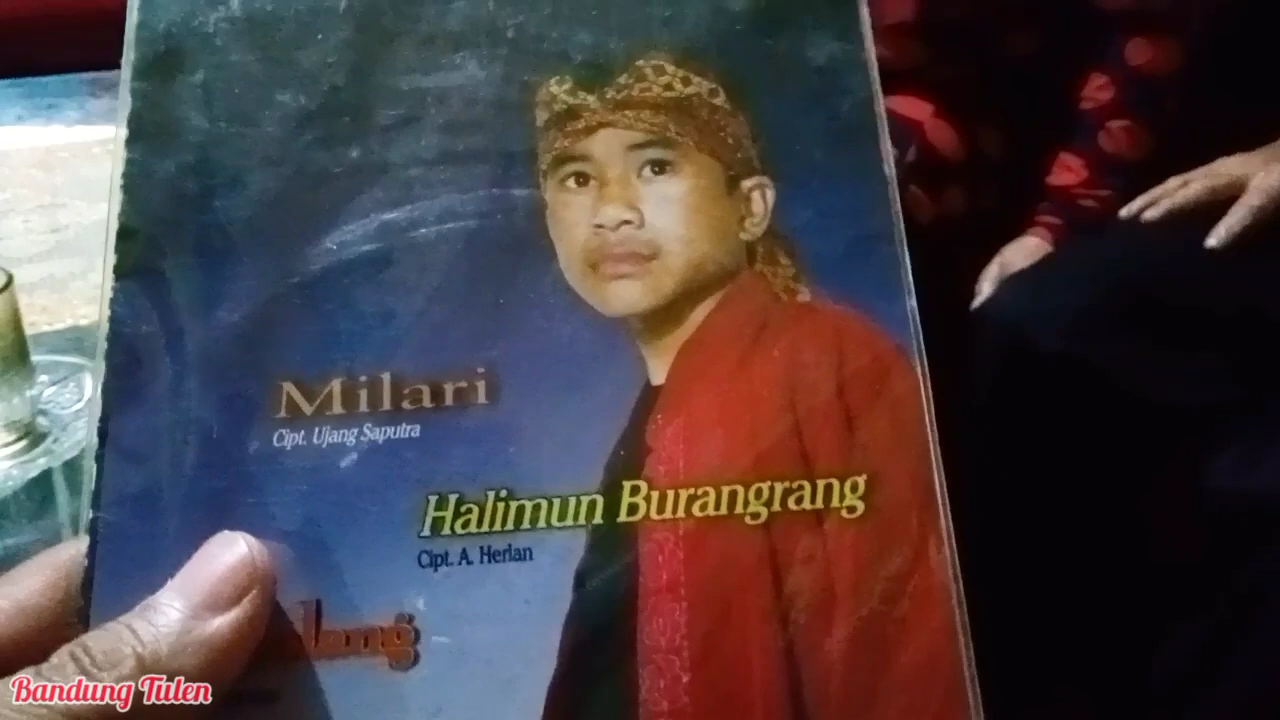 Milari
Cipt. Ujang Saputra
Halimun Burangrang
Cipt. A. Herlan
Bandung Tulen